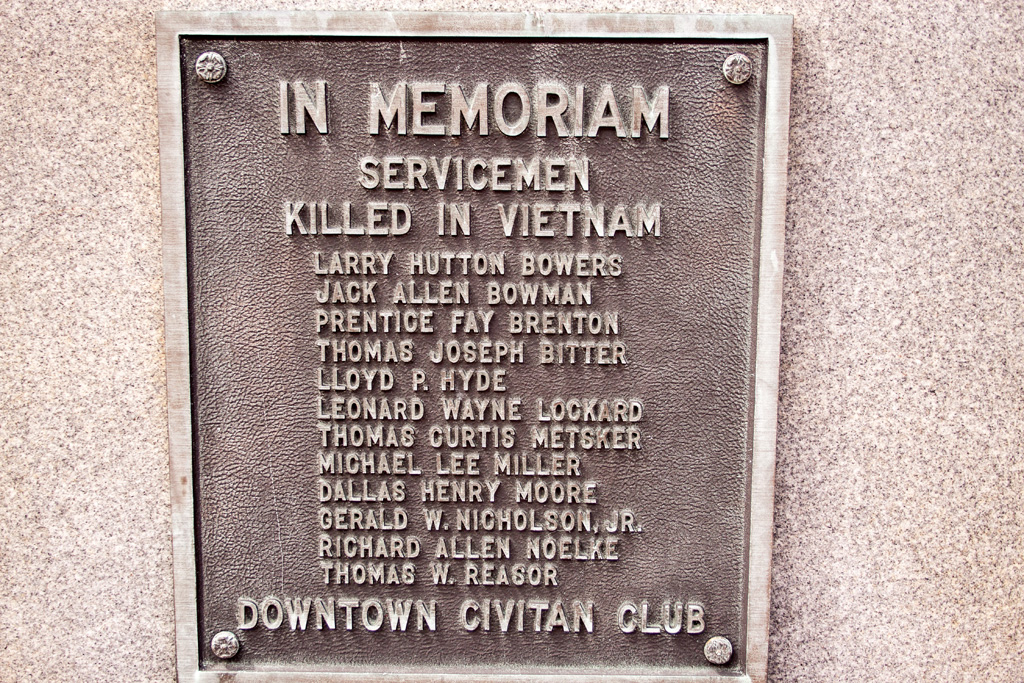 IN MEMORIAM
SERVICEMEN
KILLED IN VIETNAM
LARRY HUTTON BOWERS
JACK ALLEN BOWMAN
PRENTICE FAY BRENTON
THOMAS JOSEPH BITTER
LLOYD P. HYDE
LEONARD WAYNE LOCKARD
THOMAS CURTIS METSKER
MICHAEL LEE MILLER
DALLAS HENRY MOORE
GERALD W. NICHOLSON, JR.
RICHARD ALLEN NOELKE
THOMAS W. REASOR
DOWNTOWN CIVITAN CLUB